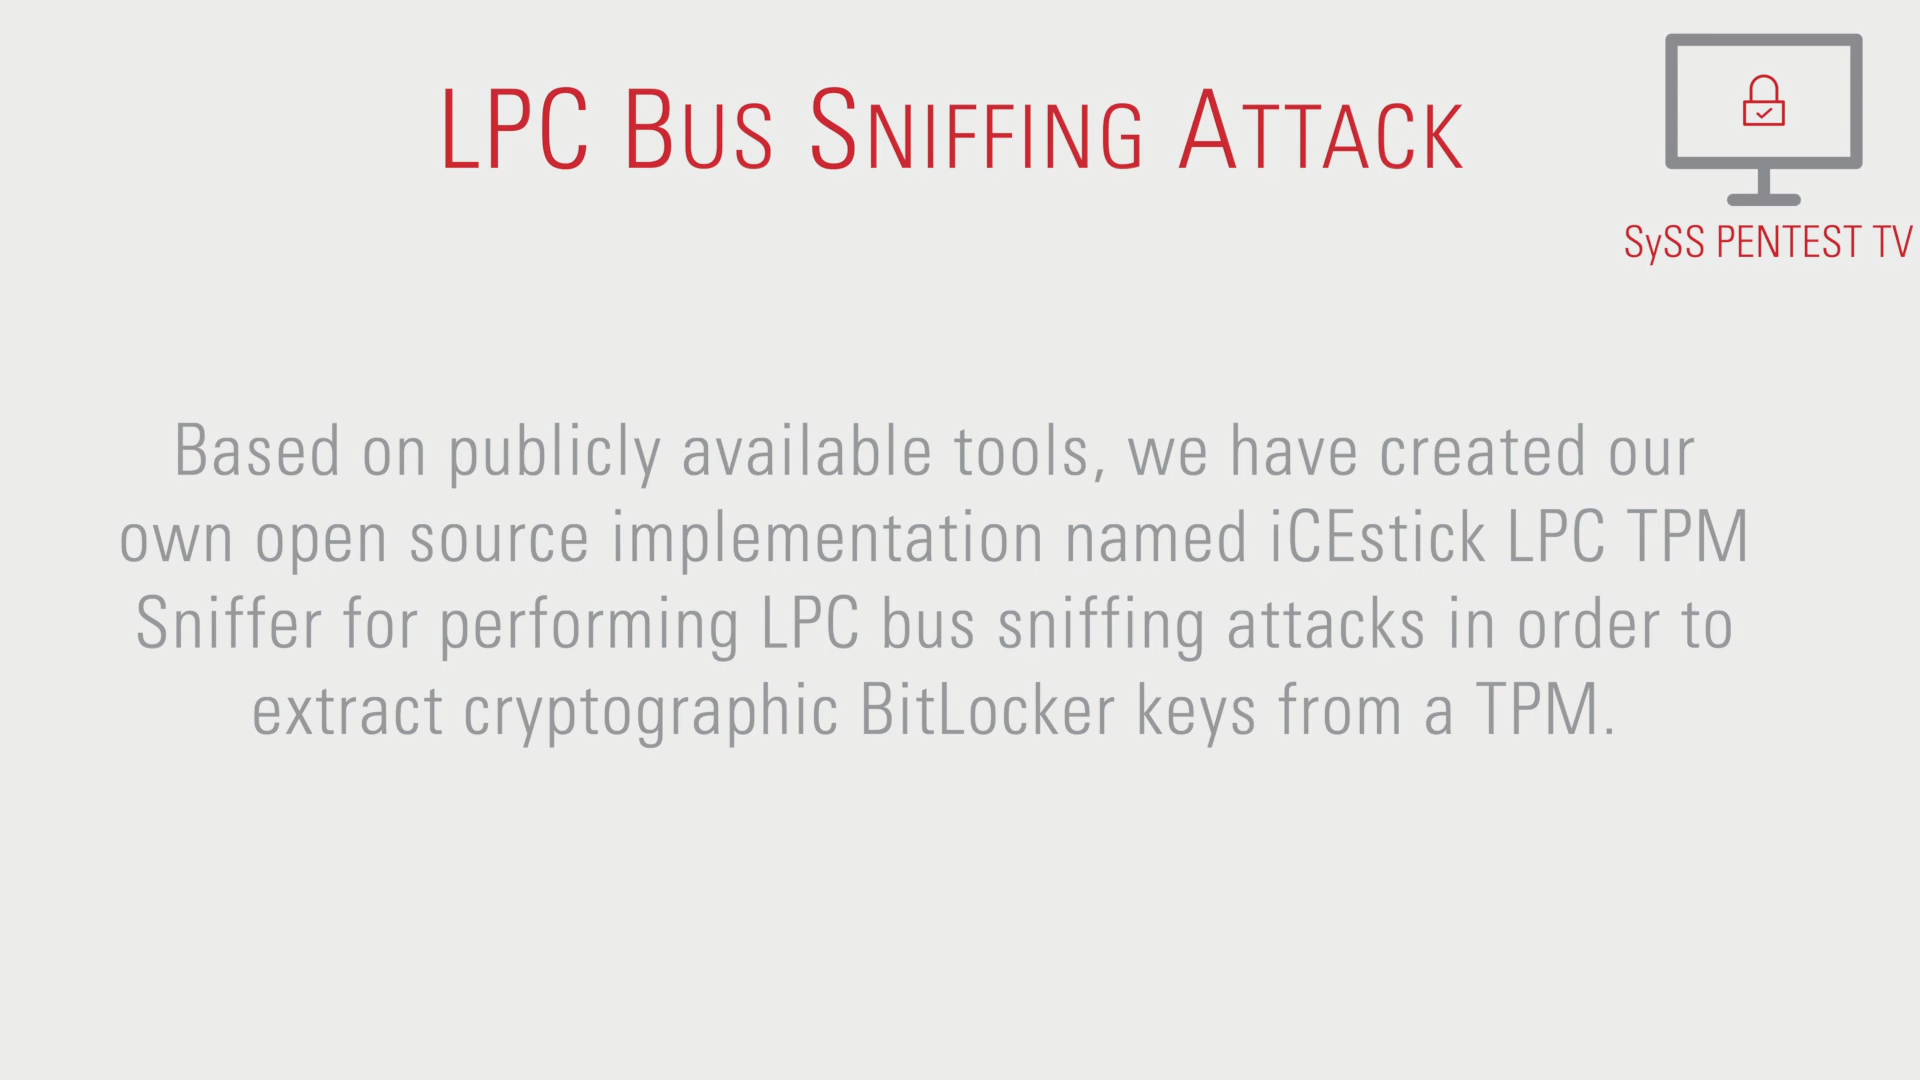 LPC BUS SNIFFING ATTACK
SySS PENTEST TV
Based on publicly available tools, we have created our
own open source implementation named iCEstick LPC TPM
Sniffer for performing LPC bus sniffing attacks in order to
extract cryptographic BitLocker keys from a TPM.